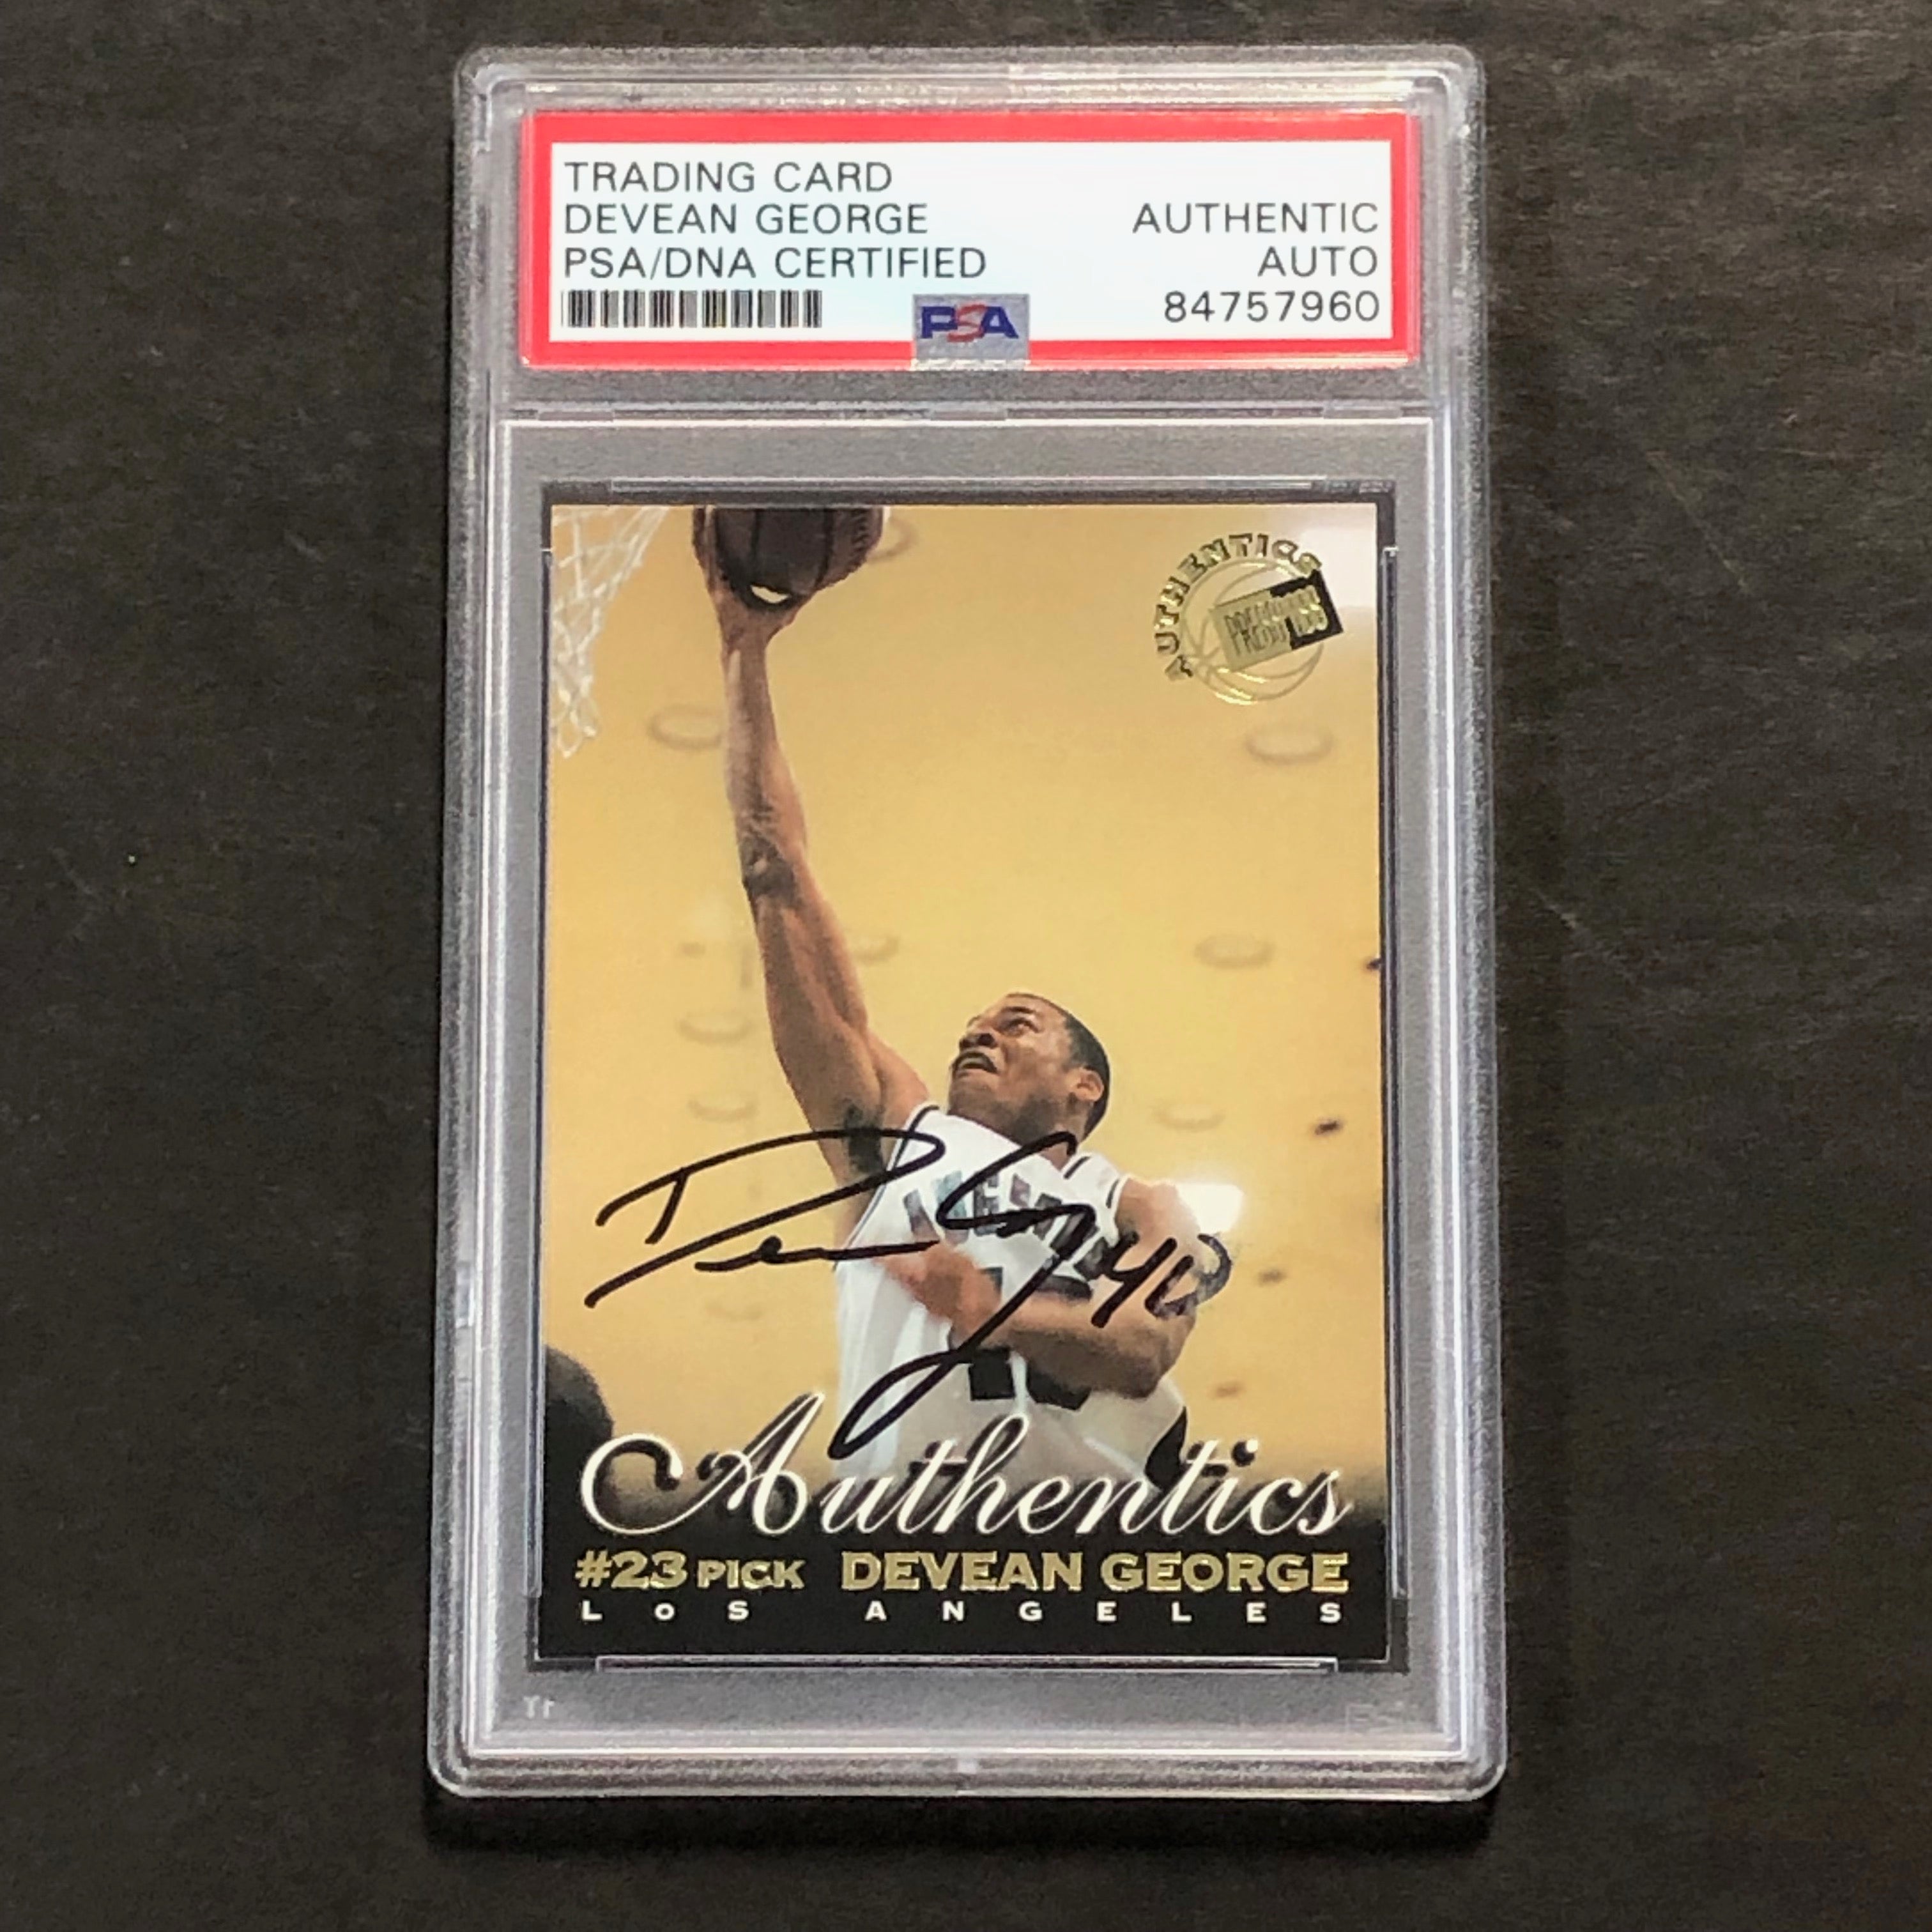 TRADING CARD
DEVEAN GEORGE
PSA/DNA CERTIFIED
AUTHENTIC
AUTO
84757960
PSA
AUTHENTICS
40
Authentics
#23 PICK DEVEAN GEORGE
LoS ANGELES